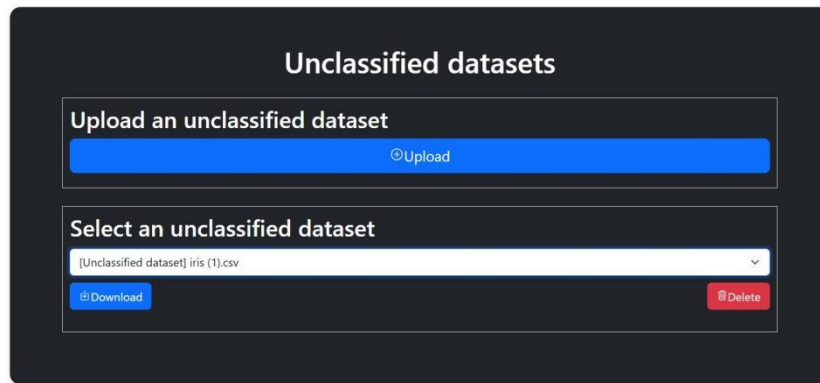 Unclassified datasets
Upload an unclassified dataset
Upload
Select an unclassified dataset
[Unclassified dataset] iris (1).csv
Download
Delete